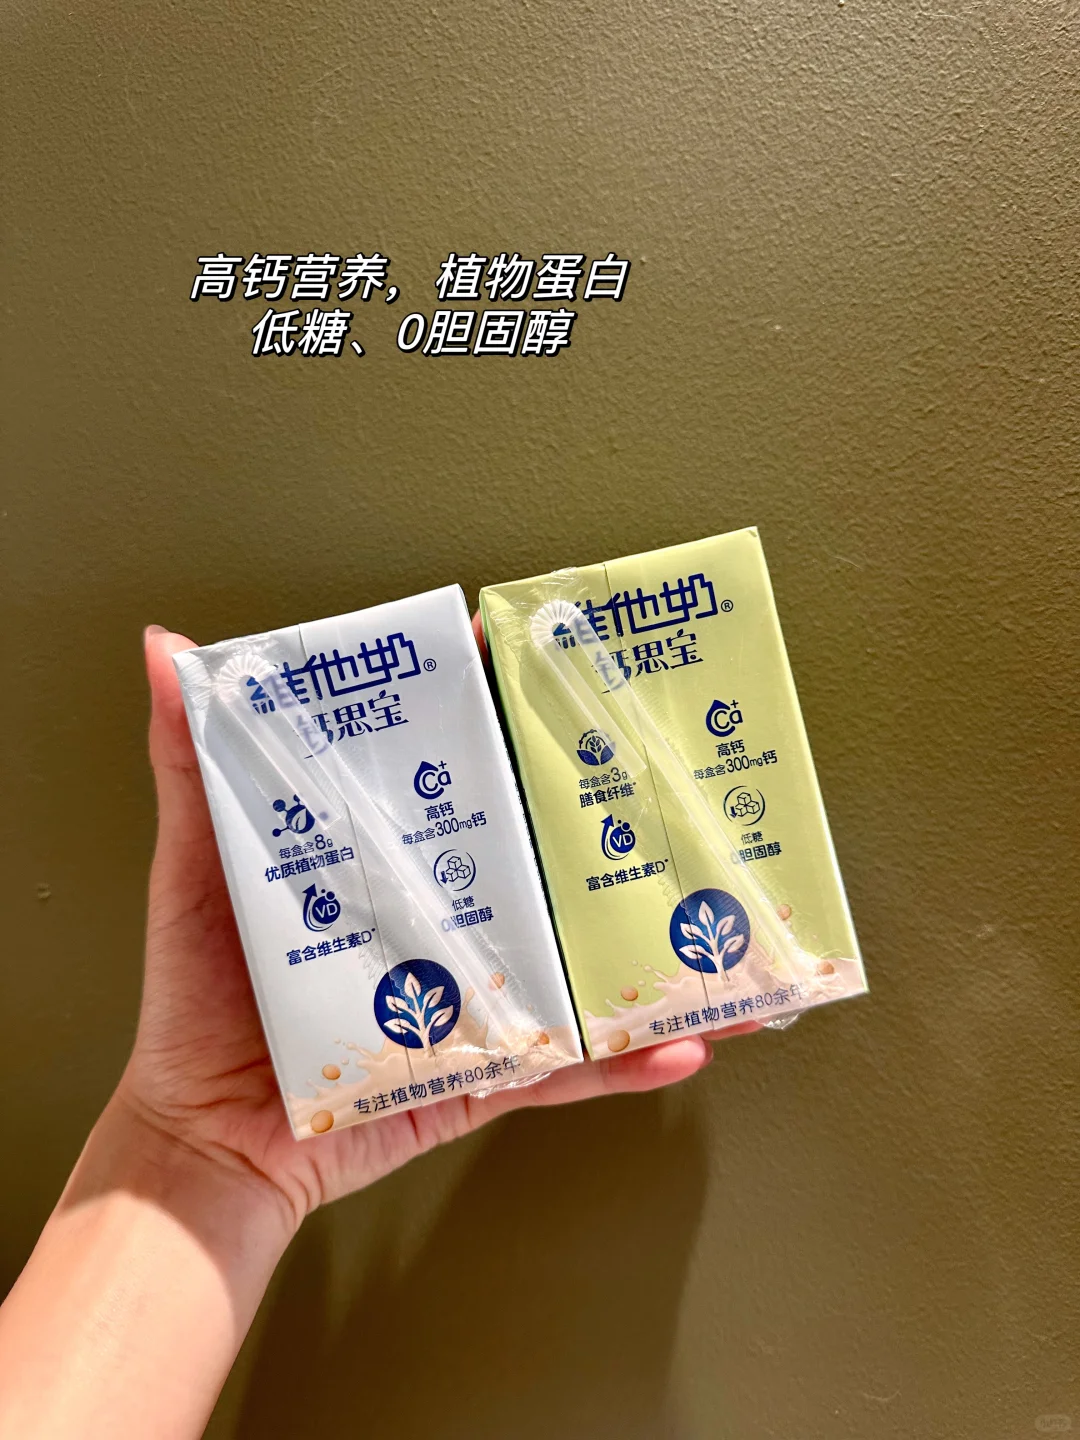 高钙营养，植物蛋白
低糖、0胆固醇
維他奶®
钙思宝
Ca+
高钙
每盒含300mg钙
每盒含8g
优质植物蛋白
VD
富含维生素D*
低糖
0胆固醇
专注植物营养80余年
維他奶®
钙思宝
Ca+
高钙
每盒含300mg钙
每盒含3g
膳食纤维*
VD
富含维生素D*
低糖
0胆固醇
专注植物营养80余年